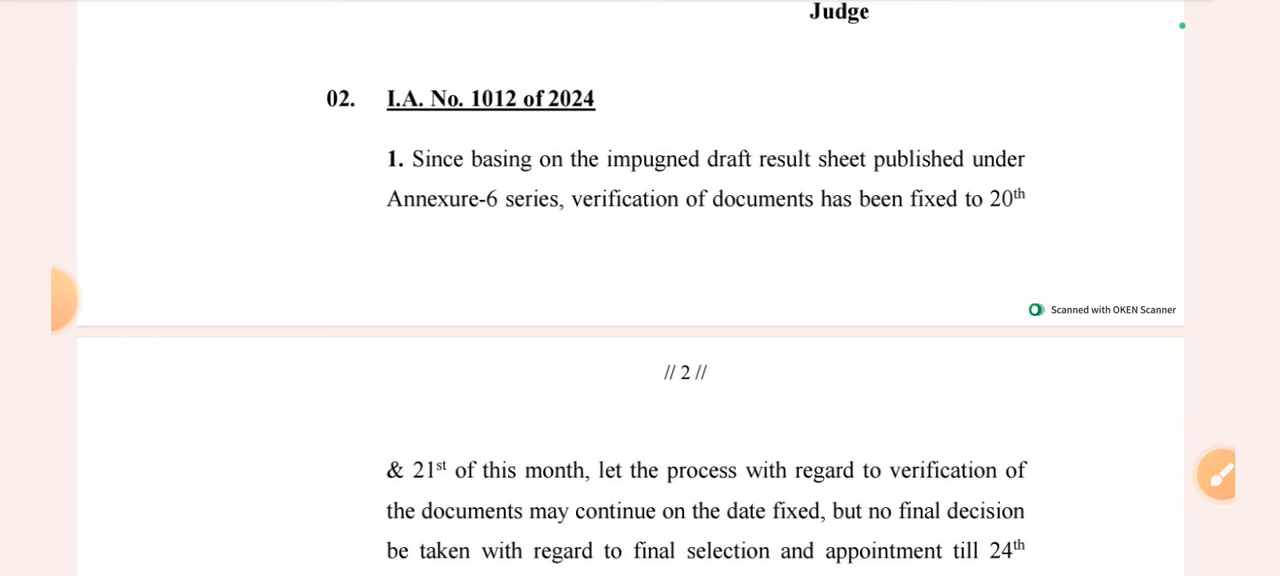 Judge
02. I.A. No. 1012 of 2024
1. Since basing on the impugned draft result sheet published under
Annexure-6 series, verification of documents has been fixed to 20th
Scanned with OKEN Scanner
// 2 //
& 21st of this month, let the process with regard to verification of
the documents may continue on the date fixed, but no final decision
be taken with regard to final selection and appointment till 24th